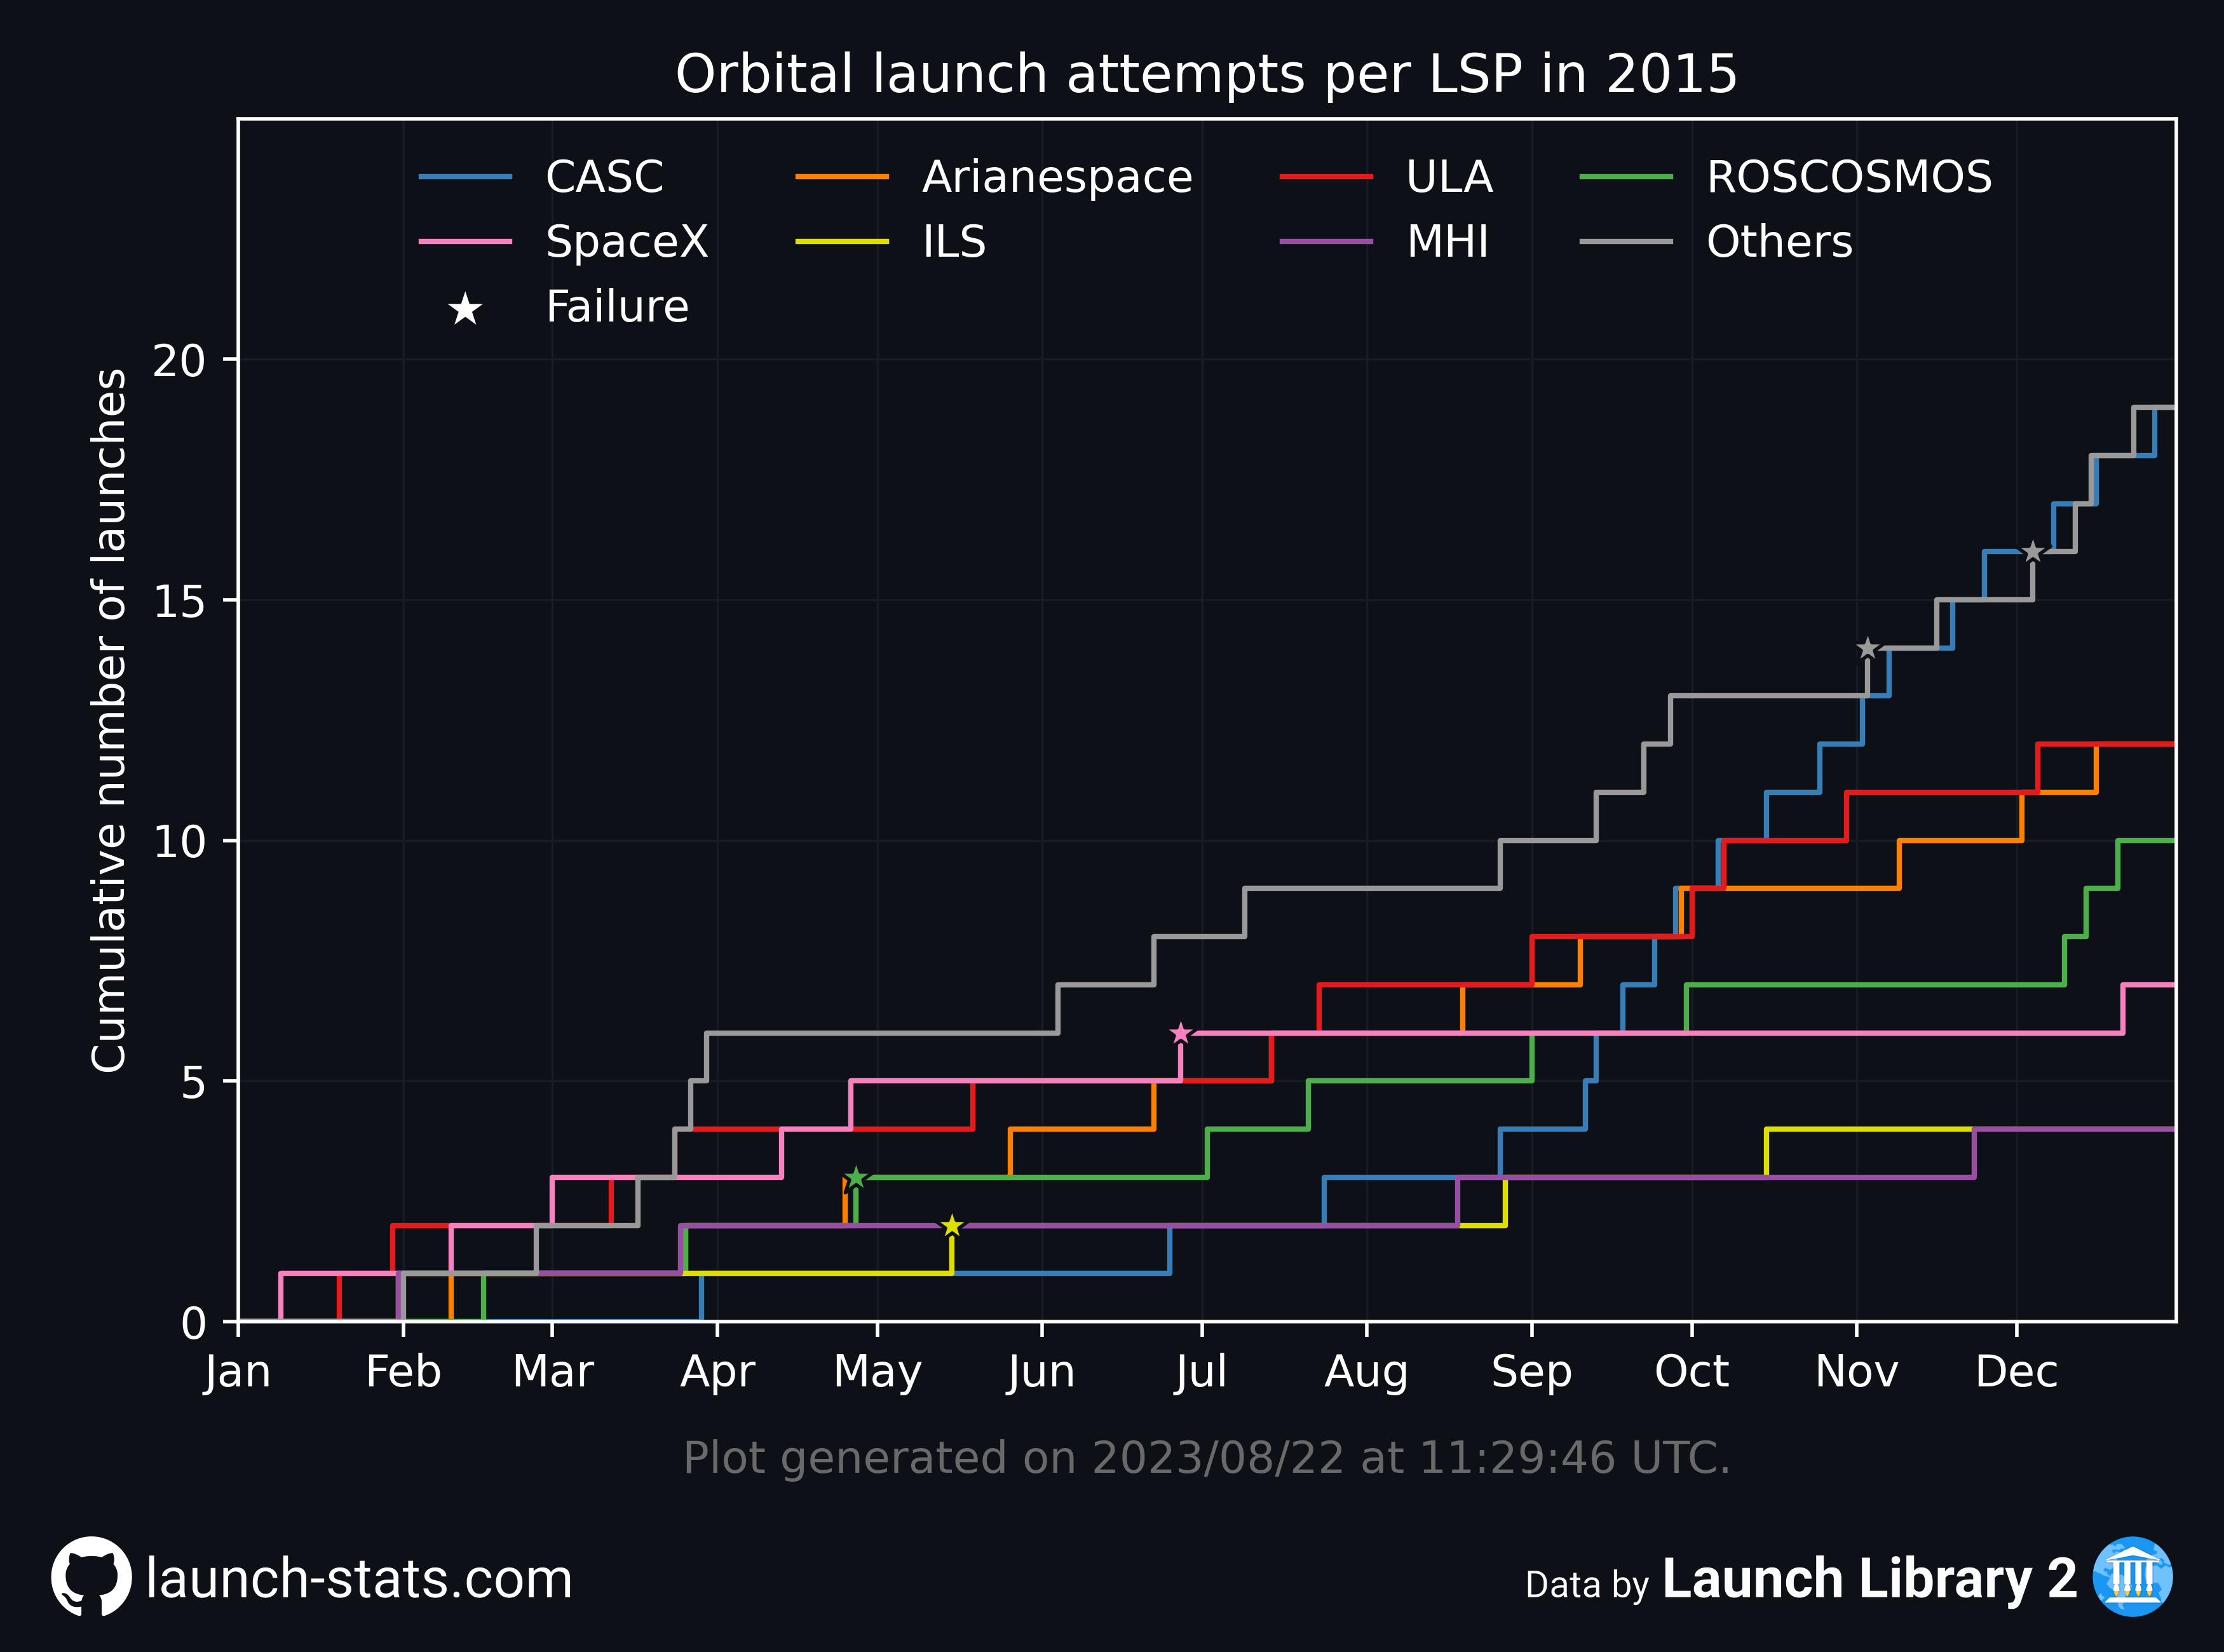 Orbital launch attempts per LSP in 2015
CASC Arianespace ULA ROSCOSMOS
SpaceX ILS MHI Others
Failure
Cumulative number of launches
20
15
10
5
0
Jan Feb Mar Apr May Jun Jul Aug Sep Oct Nov Dec
Plot generated on 2023/08/22 at 11:29:46 UTC.
launch-stats.com
Data by Launch Library 2